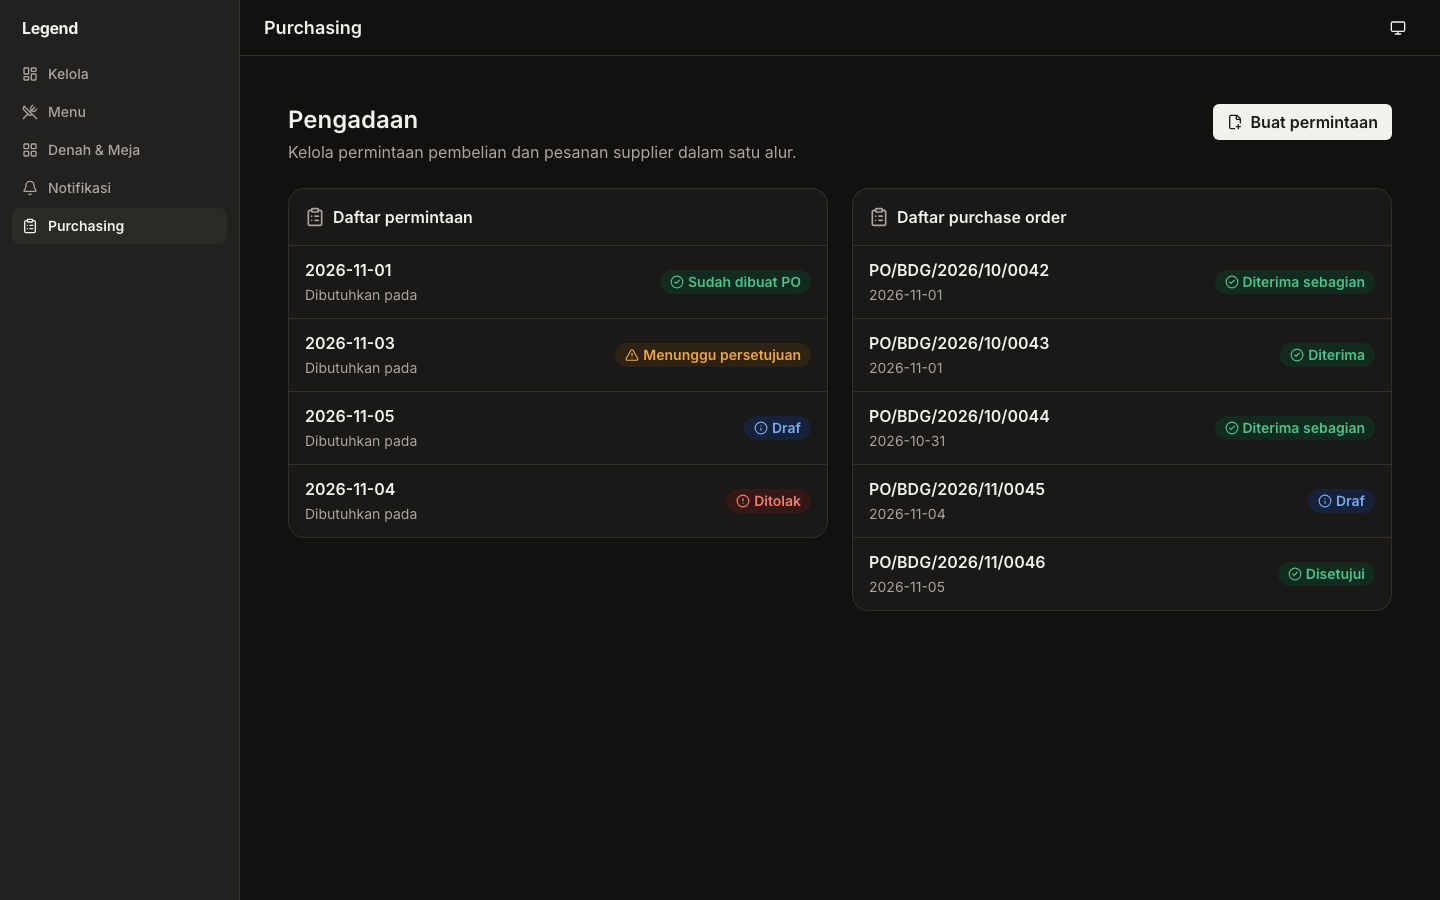 Legend
Kelola
Menu
Denah & Meja
Notifikasi
Purchasing
Purchasing
Pengadaan
Kelola permintaan pembelian dan pesanan supplier dalam satu alur.
Buat permintaan
Daftar permintaan
2026-11-01
Dibutuhkan pada
Sudah dibuat PO
2026-11-03
Dibutuhkan pada
Menunggu persetujuan
2026-11-05
Dibutuhkan pada
Draf
2026-11-04
Dibutuhkan pada
Ditolak
Daftar purchase order
PO/BDG/2026/10/0042
2026-11-01
Diterima sebagian
PO/BDG/2026/10/0043
2026-11-01
Diterima
PO/BDG/2026/10/0044
2026-10-31
Diterima sebagian
PO/BDG/2026/11/0045
2026-11-04
Draf
PO/BDG/2026/11/0046
2026-11-05
Disetujui